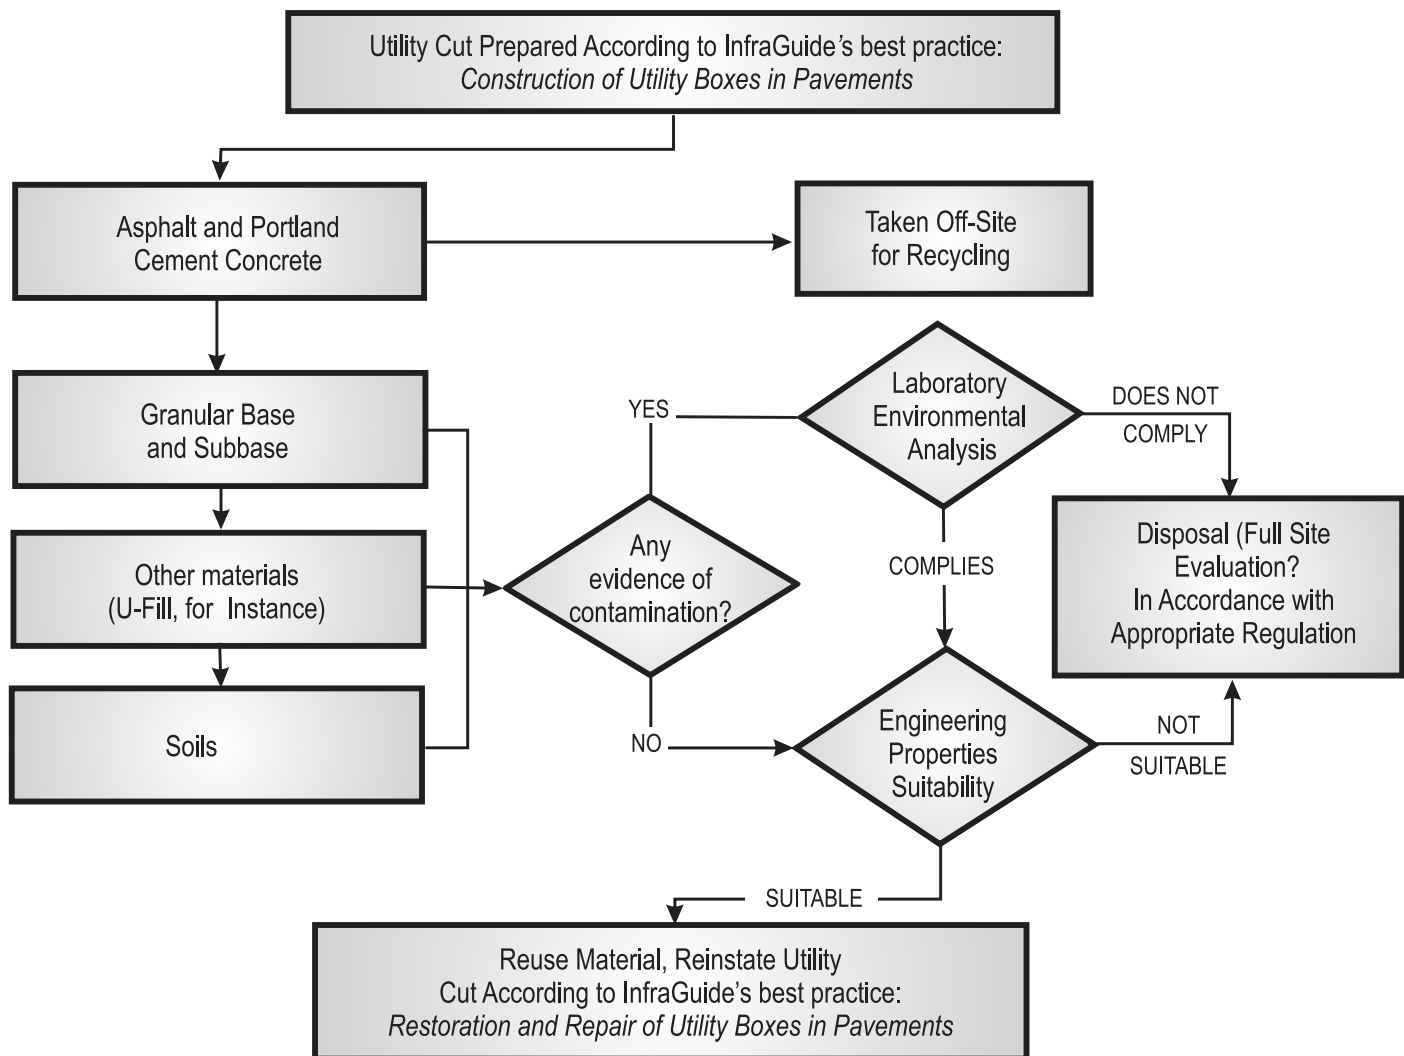 Utility Cut Prepared According to InfraGuide's best practice:
Construction of Utility Boxes in Pavements
Asphalt and Portland
Cement Concrete
Taken Off-Site
for Recycling
Granular Base
and Subbase
Other materials
(U-Fill, for Instance)
Soils
Any
evidence of
contamination?
YES
NO
Laboratory
Environmental
Analysis
DOES NOT
COMPLY
COMPLIES
Disposal (Full Site
Evaluation?
In Accordance with
Appropriate Regulation
Engineering
Properties
Suitability
NOT
SUITABLE
SUITABLE
Reuse Material, Reinstate Utility
Cut According to InfraGuide's best practice:
Restoration and Repair of Utility Boxes in Pavements